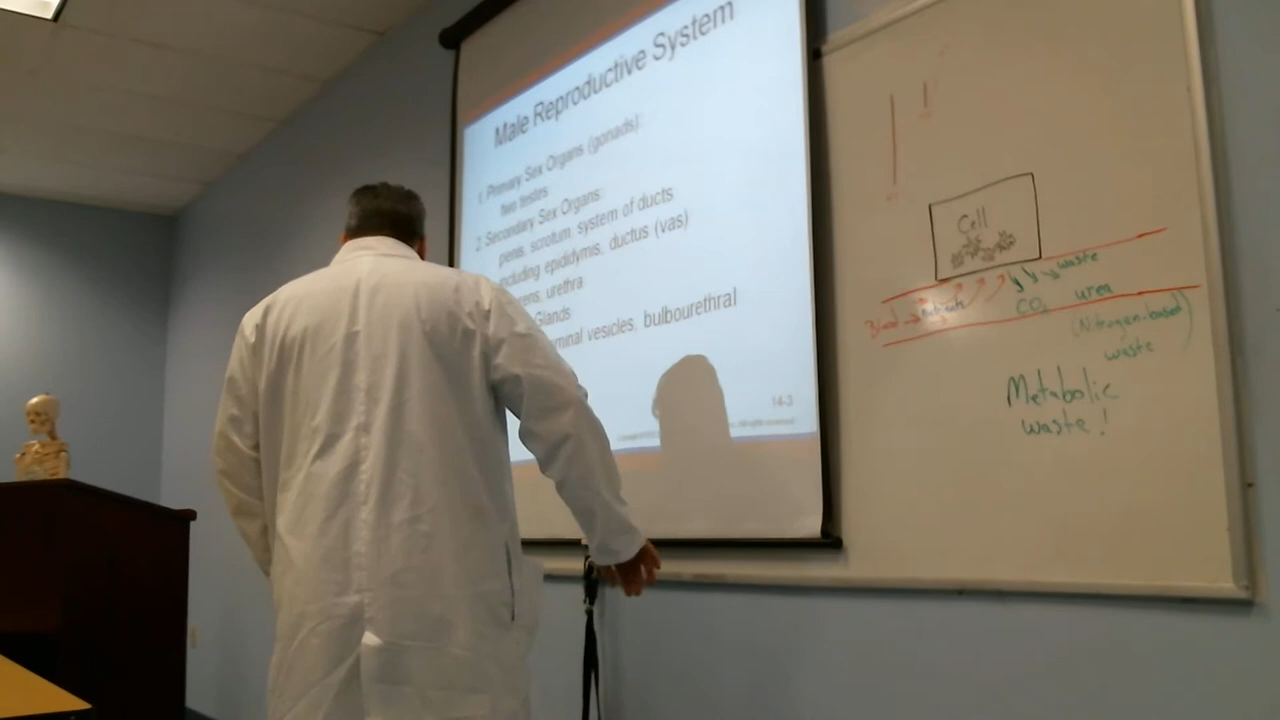 Male Reproductive System
1. Primary Sex Organs (gonads):
two testes
2. Secondary Sex Organs:
penis, scrotum, system of ducts
including epididymis, ductus (vas)
urethra
Glands
vesicles, bulbourethral
14-3
Cell
waste
Blood
CO2 urea
(Nitrogen-based)
waste
Metabolic
waste!